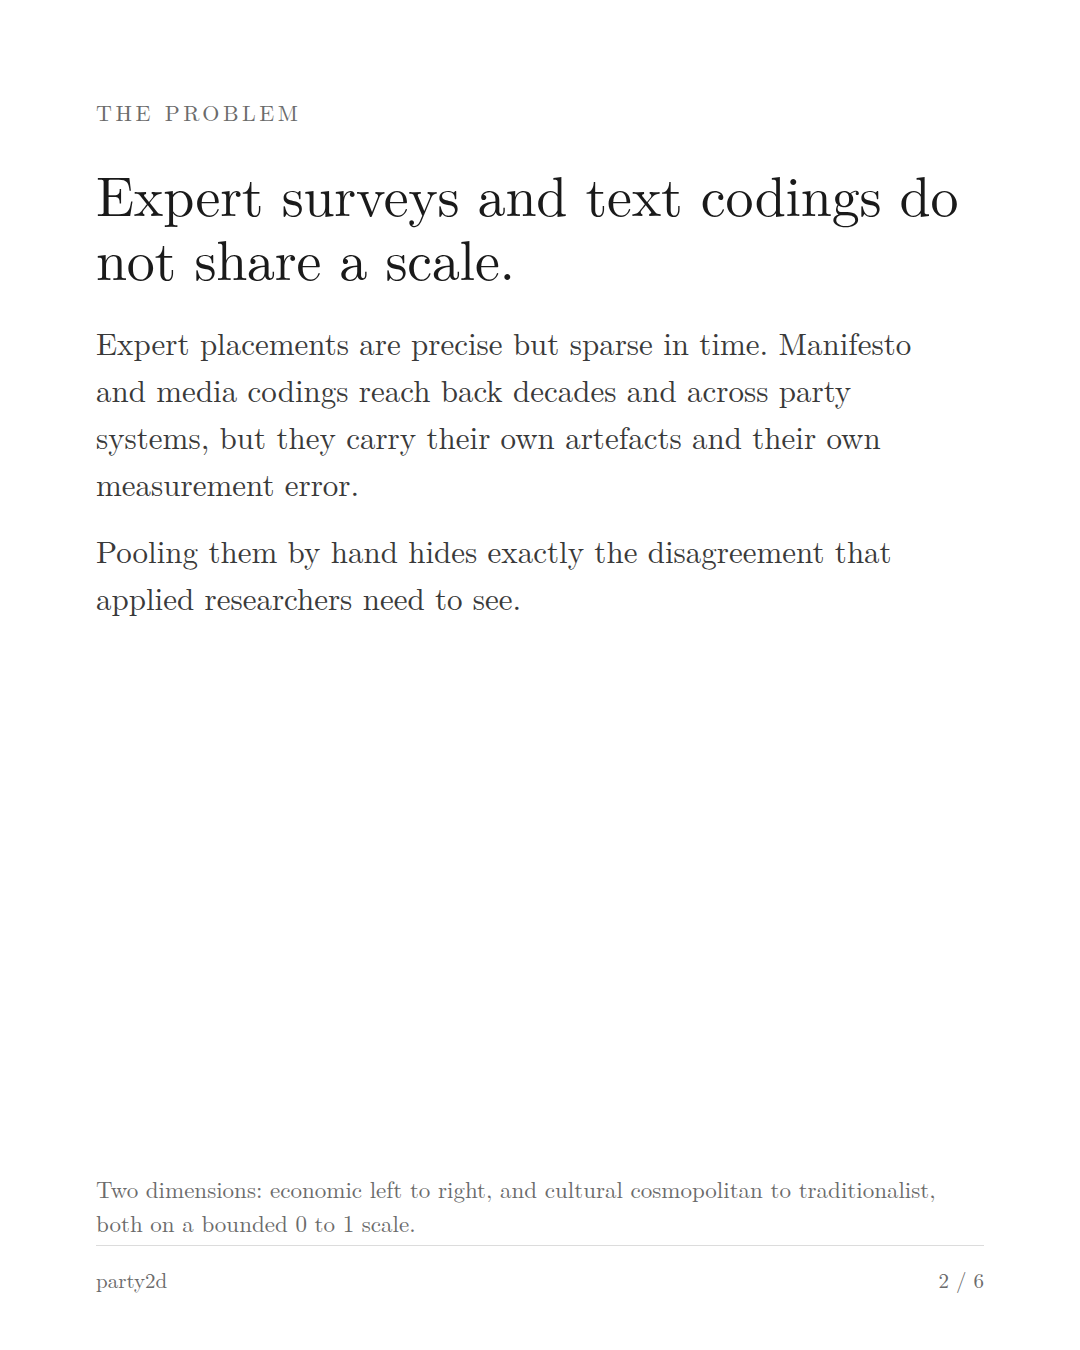 THE PROBLEM
Expert surveys and text codings do
not share a scale.
Expert placements are precise but sparse in time. Manifesto
and media codings reach back decades and across party
systems, but they carry their own artefacts and their own
measurement error.
Pooling them by hand hides exactly the disagreement that
applied researchers need to see.
Two dimensions: economic left to right, and cultural cosmopolitan to traditionalist,
both on a bounded 0 to 1 scale.
party2d
2 / 6